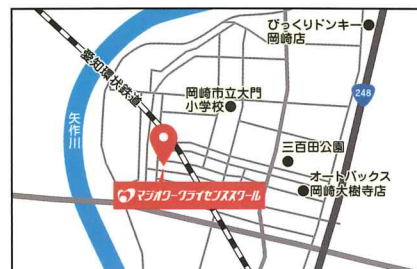 びっくりドンキー
岡崎店
愛知環状鉄道
岡崎市立大門
小学校
248
矢作川
三百田公園
オートバックス
岡崎大樹寺店
マジオワークライセンススクール